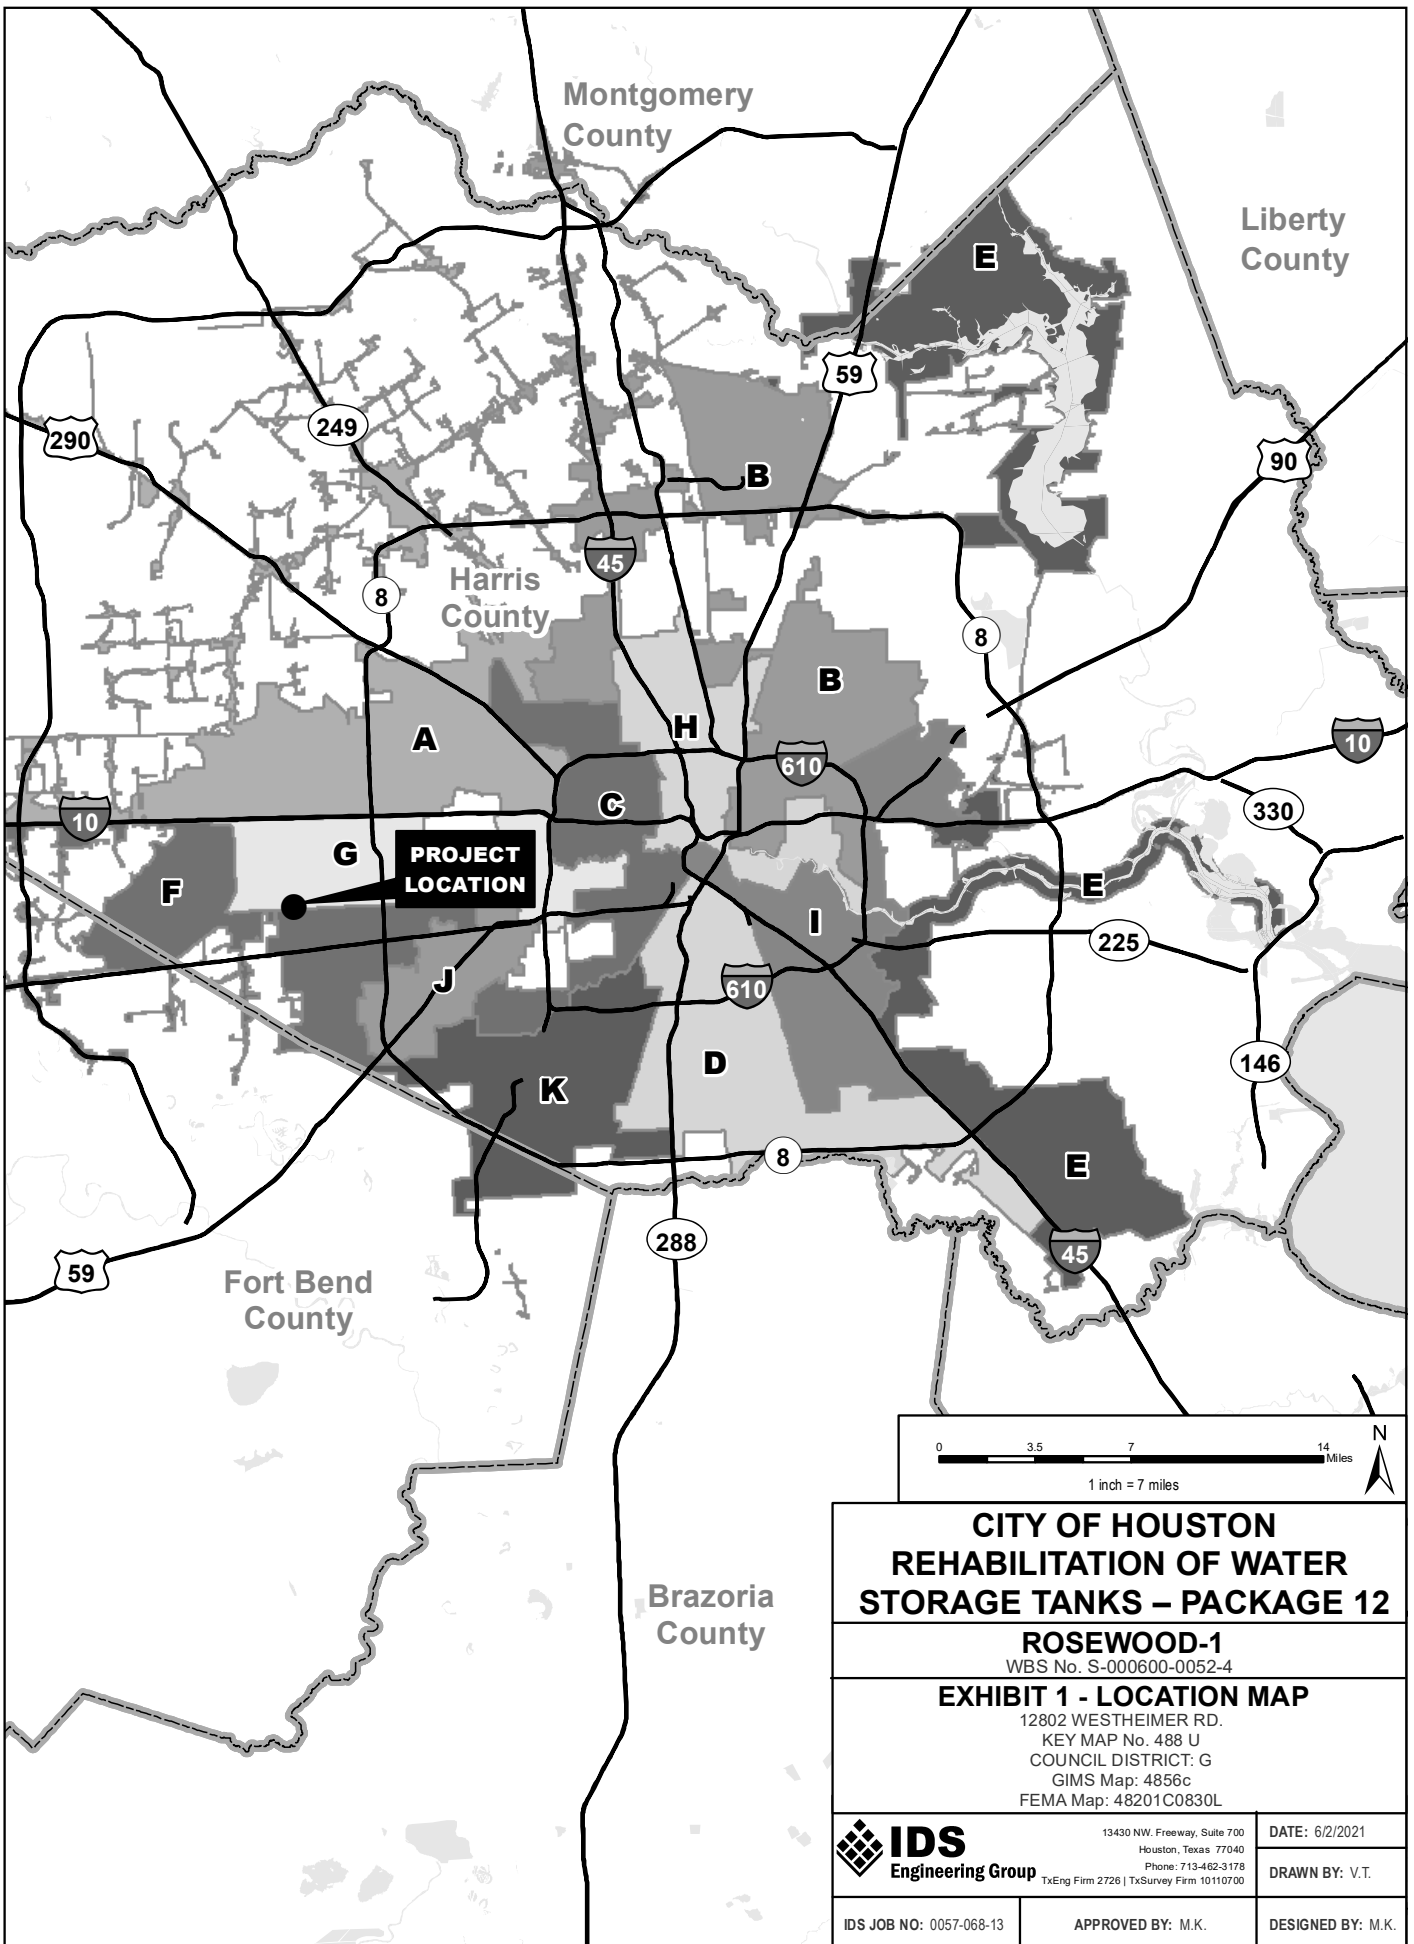 Montgomery
County
Liberty
County
E
59
290
249
90
B
45
Harris
County
8
8
B
H
A
10
610
C
330
10
G
PROJECT
LOCATION
F
E
I
225
J
610
D
146
K
8
E
288
45
59
Fort Bend
County
0 3.5 7 14
Miles
1 inch = 7 miles
N
CITY OF HOUSTON
REHABILITATION OF WATER
STORAGE TANKS – PACKAGE 12
ROSEWOOD-1
WBS No. S-000600-0052-4
Brazoria
County
EXHIBIT 1 - LOCATION MAP
12802 WESTHEIMER RD.
KEY MAP No. 488 U
COUNCIL DISTRICT: G
GIMS Map: 4856c
FEMA Map: 48201C0830L
IDS
Engineering Group
13430 NW. Freeway, Suite 700
Houston, Texas 77040
Phone: 713-462-3178
TxEng Firm 2726 | TxSurvey Firm 10110700
DATE: 6/2/2021
DRAWN BY: V.T.
IDS JOB NO: 0057-068-13
APPROVED BY: M.K.
DESIGNED BY: M.K.